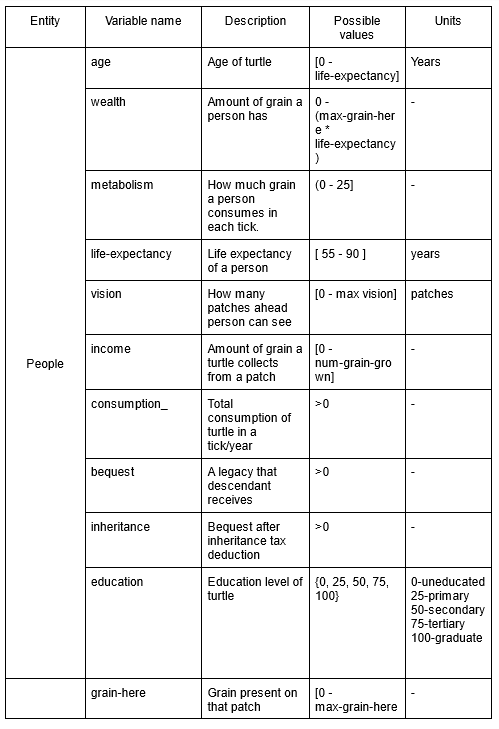 Entity
Variable name
Description
Possible
values
Units
People
age
Age of turtle
[0 -
life-expectancy]
Years
wealth
Amount of grain a
person has
0 -
(max-grain-her
e *
life-expectancy
)
-
metabolism
How much grain
a person
consumes in
each tick.
(0 - 25]
-
life-expectancy
Life expectancy
of a person
[ 55 - 90 ]
years
vision
How many
patches ahead
person can see
[0 - max vision]
patches
income
Amount of grain a
turtle collects
from a patch
[0 -
num-grain-gro
wn]
-
consumption_
Total
consumption of
turtle in a
tick/year
>0
-
bequest
A legacy that
descendant
receives
>0
-
inheritance
Bequest after
inheritance tax
deduction
>0
-
education
Education level of
turtle
{0, 25, 50, 75,
100}
0-uneducated
25-primary
50-secondary
75-tertiary
100-graduate
grain-here
Grain present on
that patch
[0 -
max-grain-here
-